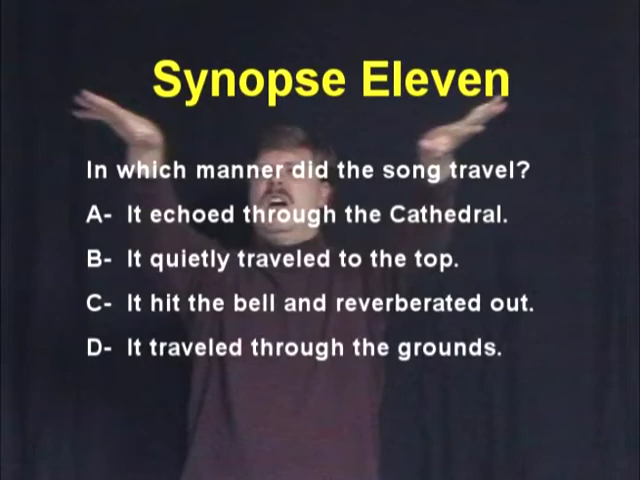 Synopse Eleven
In which manner did the song travel?
A- It echoed through the Cathedral.
B- It quietly traveled to the top.
C- It hit the bell and reverberated out.
D- It traveled through the grounds.